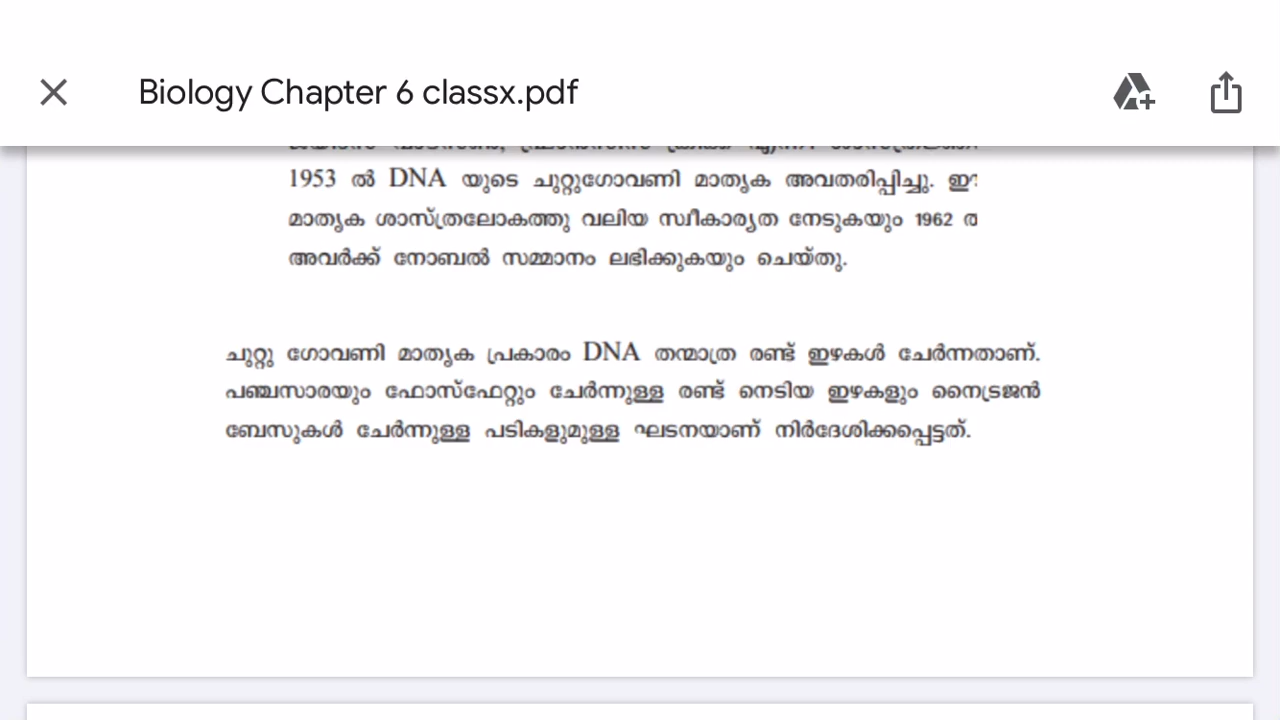 Biology Chapter 6 classx.pdf
1953 ൽ DNA യുടെ ചുറ്റുഗോവണി മാതൃക അവതരിപ്പിച്ചു.
മാതൃക ശാസ്ത്രലോകത്തു വലിയ സ്വീകാര്യത നേടുകയും 1962
അവർക്ക് നോബൽ സമ്മാനം ലഭിക്കുകയും ചെയ്തു.
ചുറ്റു ഗോവണി മാതൃക പ്രകാരം DNA തന്മാത്ര രണ്ട് ഇഴകൾ ചേർന്നതാണ്.
പഞ്ചസാരയും ഫോസ്ഫേറ്റും ചേർന്നുള്ള രണ്ട് നെടിയ ഇഴകളും നൈട്രജൻ
ബേസുകൾ ചേർന്നുള്ള പടികളുമുള്ള ഘടനയാണ് നിർദേശിക്കപ്പെട്ടത്.